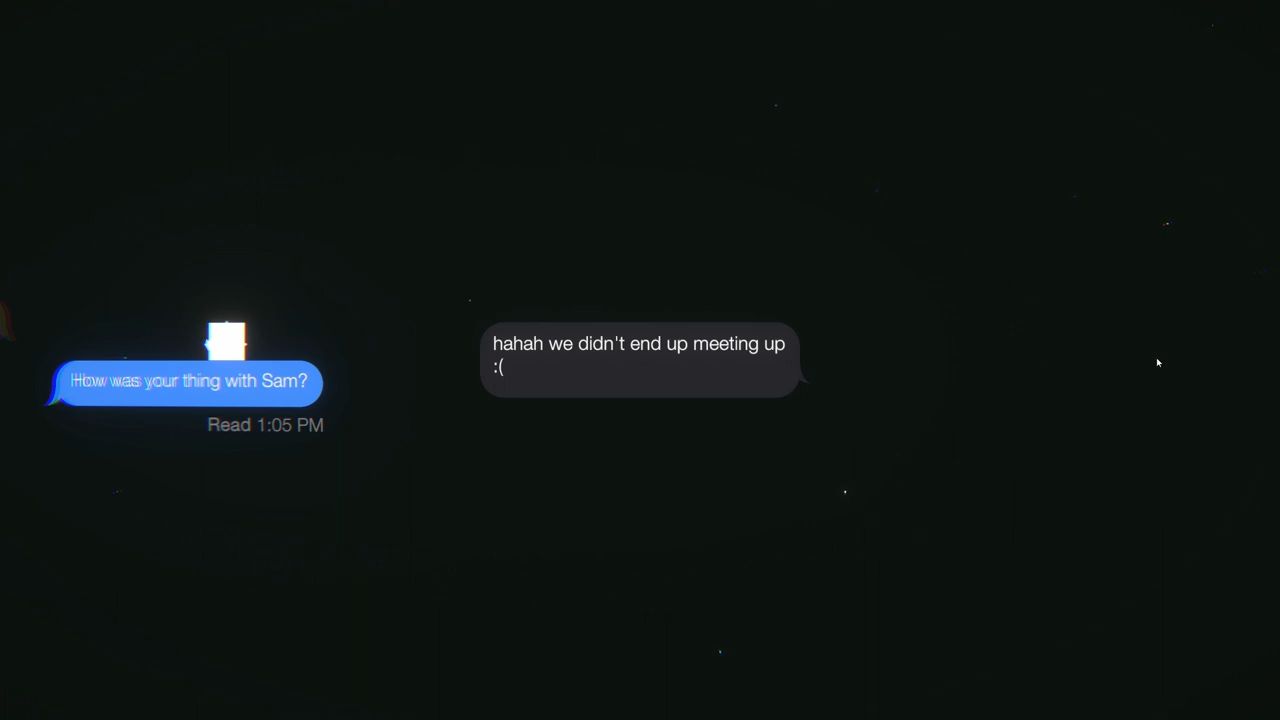 How was your thing with Sam?
Read 1:05 PM
hahah we didn't end up meeting up
:(